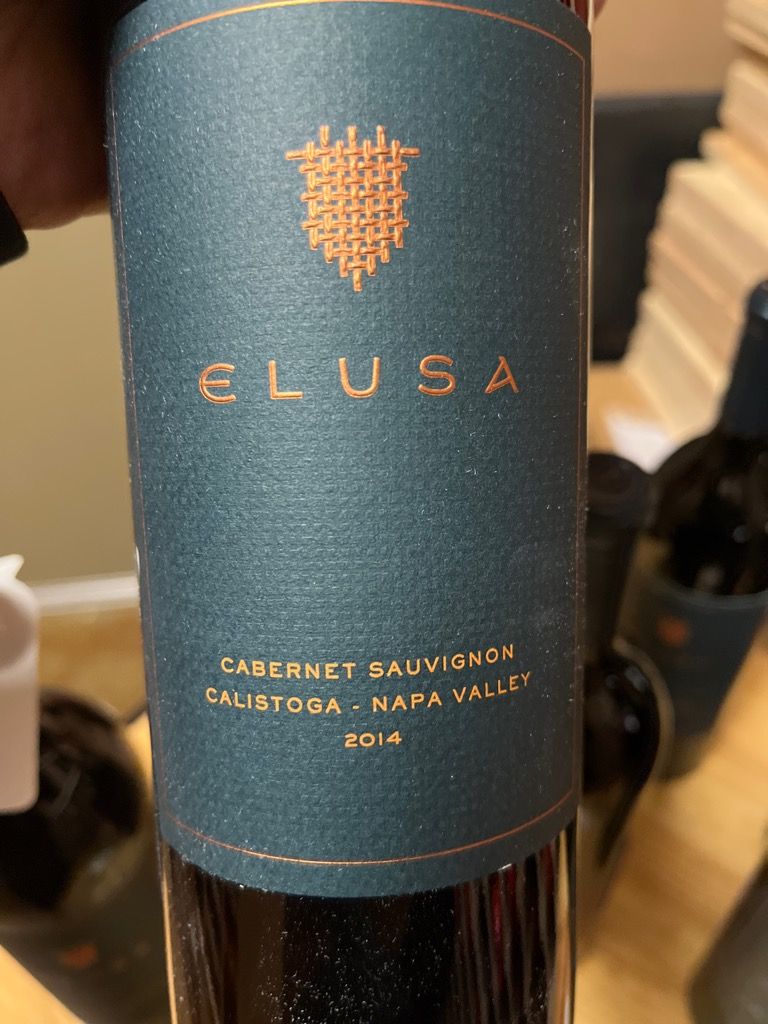 ELUSA
CABERNET SAUVIGNON
CALISTOGA - NAPA VALLEY
2014